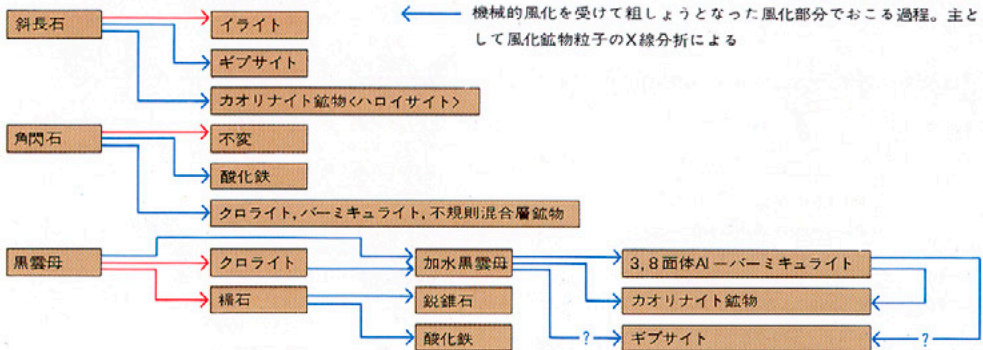 斜長石
イライト
機械的風化を受けて粗しょうとなった風化部分でおこる過程。主と
して風化鉱物粒子のX線分折による
ギブサイト
カオリナイト鉱物<ハロイサイト>
角閃石
不変
酸化鉄
クロライト,バーミキュライト,不規則混合層鉱物
黒雲母
クロライト
加水黒雲母
3,8面体Al－バーミキュライト
楣石
鋭錐石
カオリナイト鉱物
酸化鉄
?
ギブサイト
?